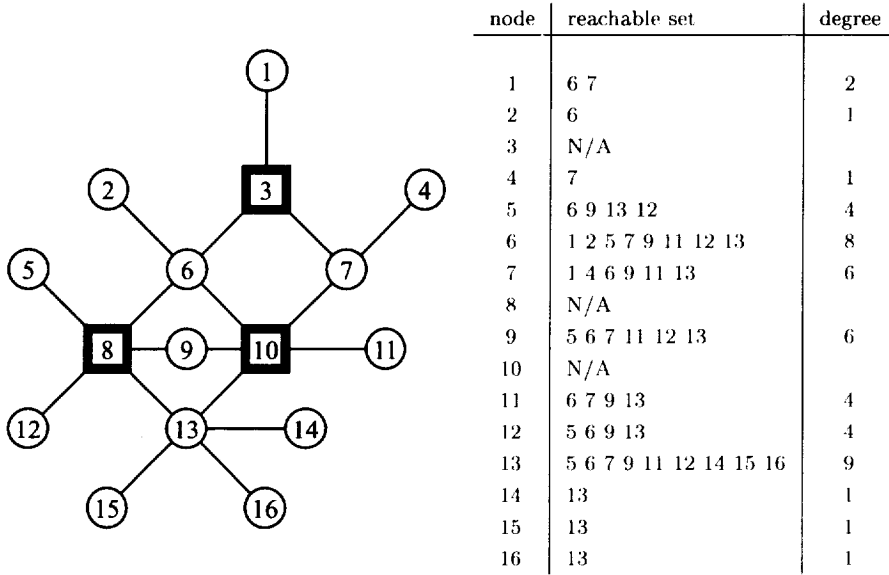 1
2
3
4
5
6
7
8
9
10
11
12
13
14
15
16
node reachable set degree
1 6 7 2
2 6 1
3 N/A
4 7 1
5 6 9 13 12 4
6 1 2 5 7 9 11 12 13 8
7 1 4 6 9 11 13 6
8 N/A
9 5 6 7 11 12 13 6
10 N/A
11 6 7 9 13 4
12 5 6 9 13 4
13 5 6 7 9 11 12 14 15 16 9
14 13 1
15 13 1
16 13 1